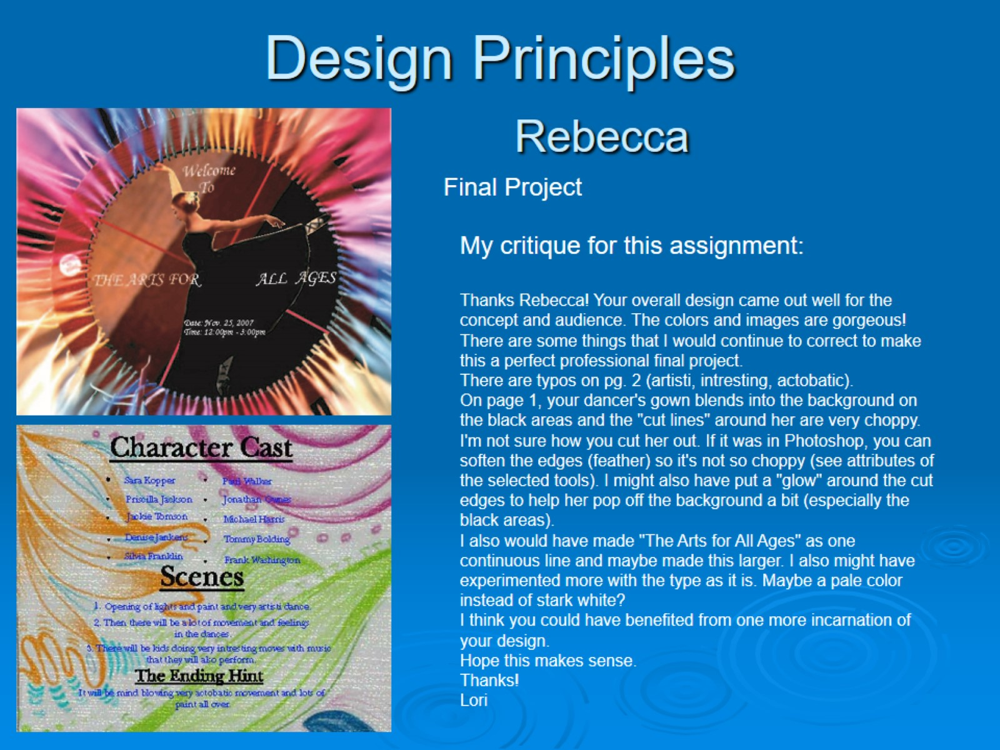 Design Principles
Rebecca
Final Project
Welcome
To
THE ARTS FOR ALL AGES
Date: Nov. 25, 2007
Time: 12:00pm - 3:00pm
Character Cast
• Sara Kopper
• Priscilla Jackson
• Jackie Tomson
• Denise Jankens
• Silvia Franklin
• Paul Walker
• Jonathan Ownes
• Michael Harris
• Tommy Bolding
• Frank Washington
Scenes
1. Opening of lights and paint and very artisti dance.
2. Then there will be a lot of movement and feelings
in the dances.
3. There will be kids doing very intresting moves with music
that they will also perform.
The Ending Hint
It will be mind blowing very actobatic movement and lots of
paint all over.
My critique for this assignment:
Thanks Rebecca! Your overall design came out well for the
concept and audience. The colors and images are gorgeous!
There are some things that I would continue to correct to make
this a perfect professional final project.
There are typos on pg. 2 (artisti, intresting, actobatic).
On page 1, your dancer's gown blends into the background on
the black areas and the "cut lines" around her are very choppy.
I'm not sure how you cut her out. If it was in Photoshop, you can
soften the edges (feather) so it's not so choppy (see attributes of
the selected tools). I might also have put a "glow" around the cut
edges to help her pop off the background a bit (especially the
black areas).
I also would have made "The Arts for All Ages" as one
continuous line and maybe made this larger. I also might have
experimented more with the type as it is. Maybe a pale color
instead of stark white?
I think you could have benefited from one more incarnation of
your design.
Hope this makes sense.
Thanks!
Lori